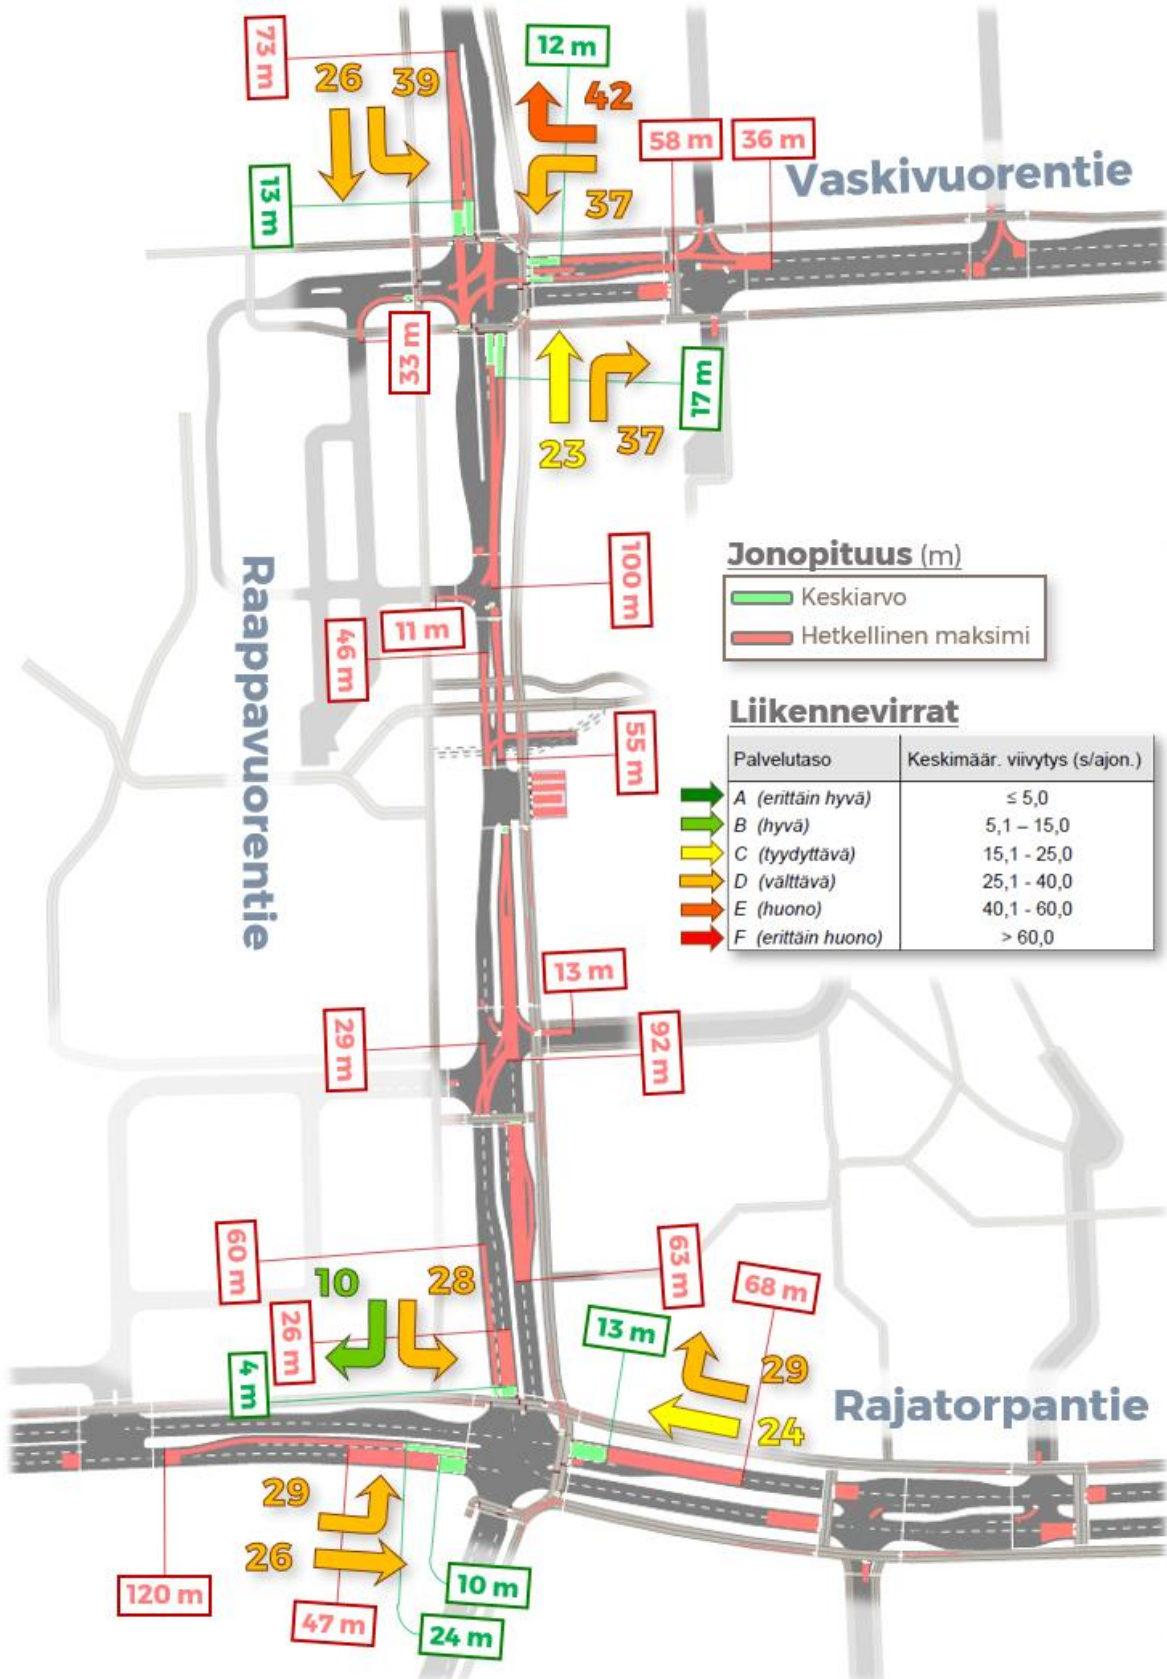 12 m
73 m
26
39
42
58 m
36 m
Vaskivuorentie
13 m
37
33 m
17 m
23
37
Raappavuorentie
100 m
Jonopituus (m)
Keskiarvo
Hetkellinen maksimi
11 m
46 m
55 m
Liikennevirrat
Palvelutaso
Keskimäär. viivytys (s/ajon.)
A (erittäin hyvä)
≤ 5,0
B (hyvä)
5,1 – 15,0
C (tyydyttävä)
15,1 - 25,0
D (välttävä)
25,1 - 40,0
E (huono)
40,1 - 60,0
F (erittäin huono)
> 60,0
13 m
29 m
92 m
60 m
10
28
63 m
68 m
26 m
13 m
4 m
29
24
Rajatorpantie
29
26
120 m
47 m
10 m
24 m